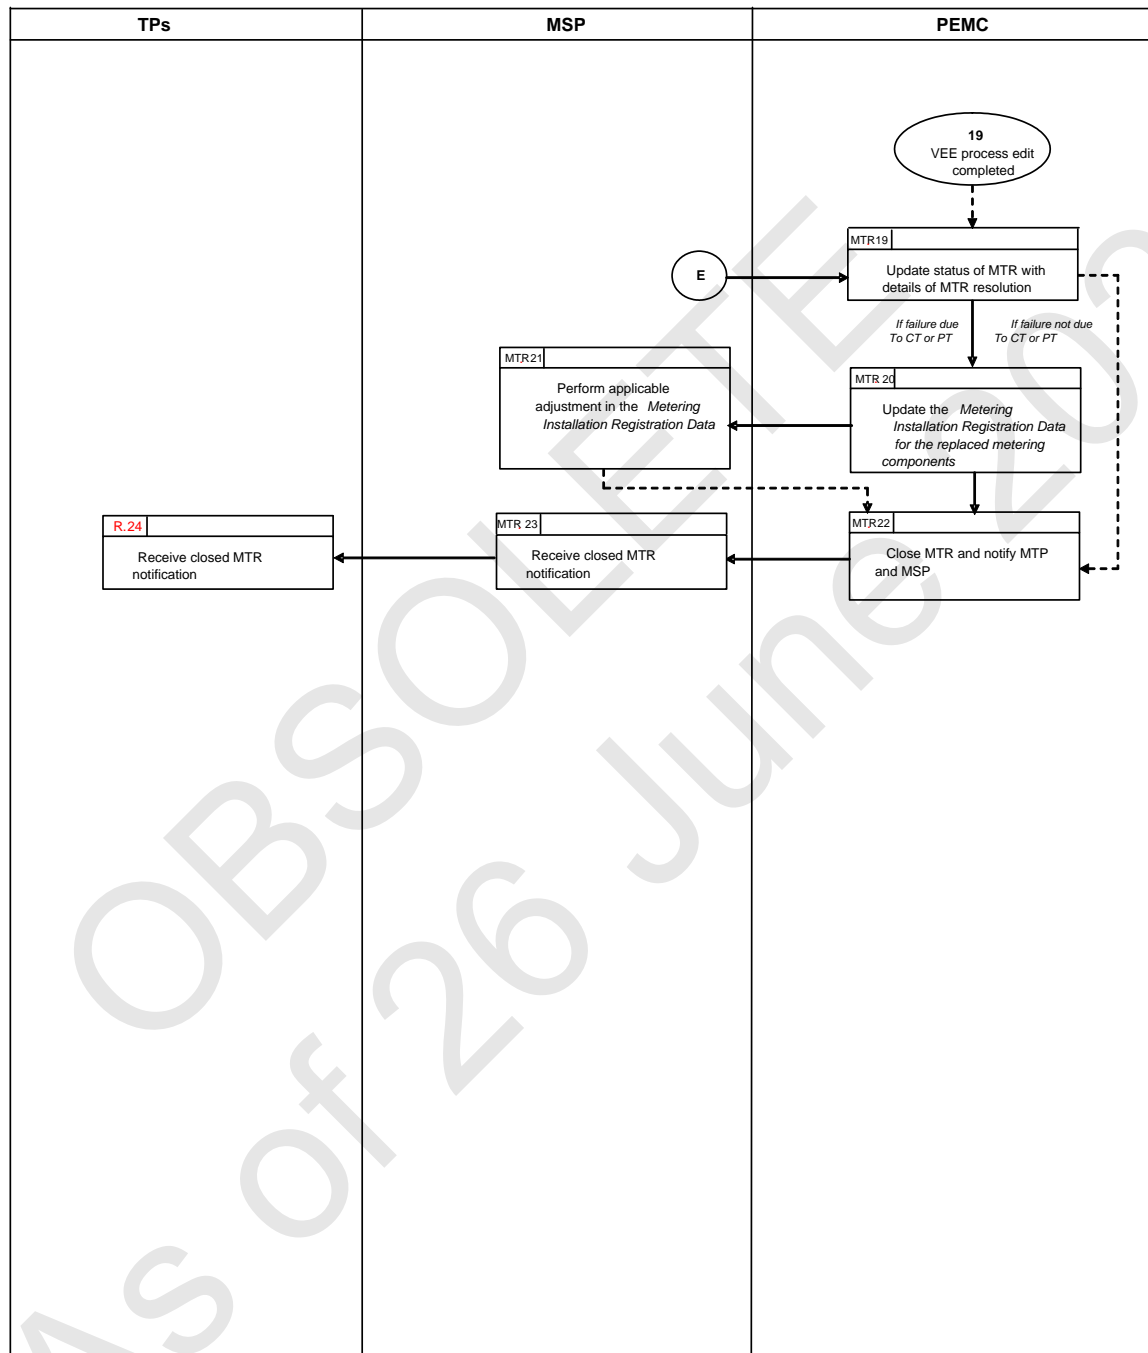 TPs
MSP
PEMC
19
VEE process edit
completed
MTR19
Update status of MTR with
details of MTR resolution
E
If failure due
To CT or PT
If failure not due
To CT or PT
MTR21
Perform applicable
adjustment in the Metering
Installation Registration Data
MTR 20
Update the Metering
Installation Registration Data
for the replaced metering
components
R.24
Receive closed MTR
notification
MTR 23
Receive closed MTR
notification
MTR22
Close MTR and notify MTP
and MSP
OBSOLETE
As of 26 June 202